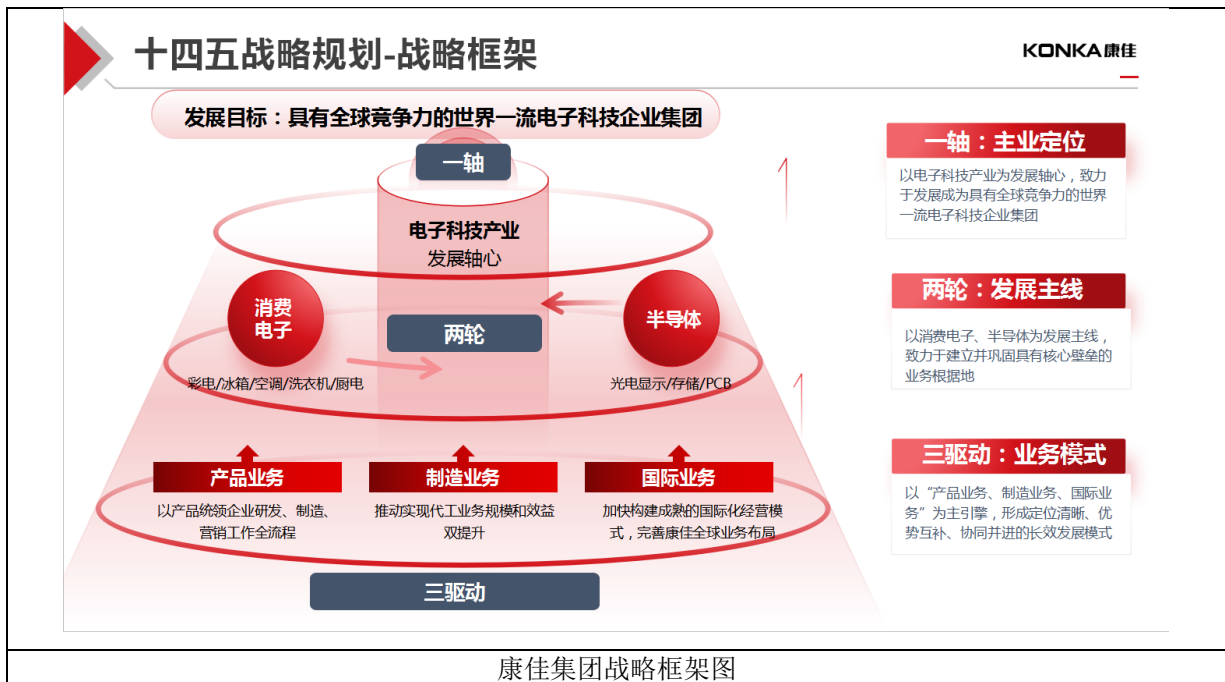 十四五战略规划-战略框架
KONKA康佳
发展目标：具有全球竞争力的世界一流电子科技企业集团
一轴
电子科技产业
发展轴心
消费
电子
两轮
半导体
彩电/冰箱/空调/洗衣机/厨电
光电显示/存储/PCB
产品业务
制造业务
国际业务
以产品统领企业研发、制造、
营销工作全流程
推动实现代工业务规模和效益
双提升
加快构建成熟的国际化经营模
式，完善康佳全球业务布局
三驱动
一轴：主业定位
以电子科技产业为发展轴心，致力
于发展成为具有全球竞争力的世界
一流电子科技企业集团
两轮：发展主线
以消费电子、半导体为发展主线，
致力于建立并巩固具有核心壁垒的
业务根据地
三驱动：业务模式
以“产品业务、制造业务、国际业
务”为主引擎，形成定位清晰、优
势互补、协同并进的长效发展模式
康佳集团战略框架图